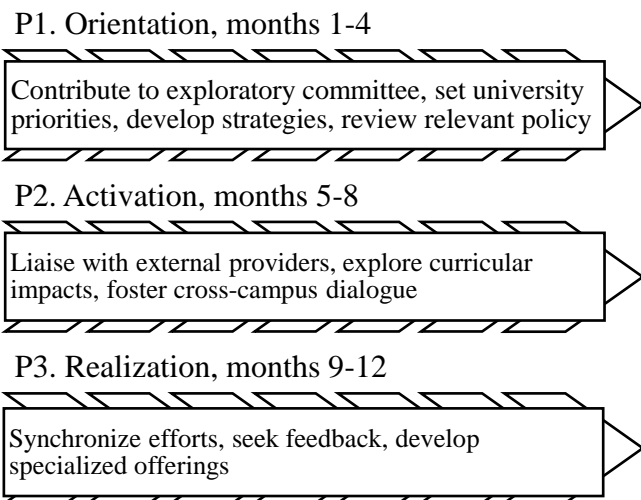 P1. Orientation, months 1-4
Contribute to exploratory committee, set university
priorities, develop strategies, review relevant policy
P2. Activation, months 5-8
Liaise with external providers, explore curricular
impacts, foster cross-campus dialogue
P3. Realization, months 9-12
Synchronize efforts, seek feedback, develop
specialized offerings